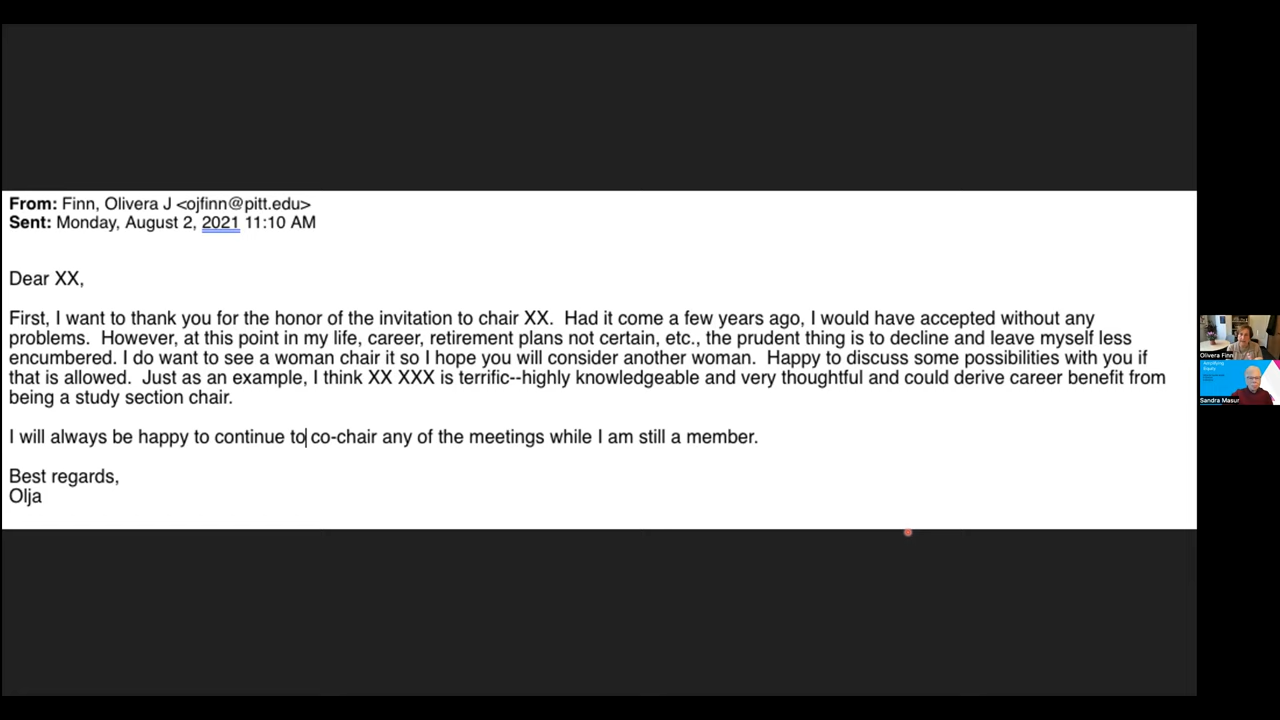 From: Finn, Olivera J <ojfinn@pitt.edu>
Sent: Monday, August 2, 2021 11:10 AM
Dear XX,
First, I want to thank you for the honor of the invitation to chair XX.  Had it come a few years ago, I would have accepted without any
problems.  However, at this point in my life, career, retirement plans not certain, etc., the prudent thing is to decline and leave myself less
encumbered. I do want to see a woman chair it so I hope you will consider another woman.  Happy to discuss some possibilities with you if
that is allowed.  Just as an example, I think XX XXX is terrific--highly knowledgeable and very thoughtful and could derive career benefit from
being a study section chair.
I will always be happy to continue to co-chair any of the meetings while I am still a member.
Best regards,
Olja
Olivera Finn
Equity
Sandra Masur